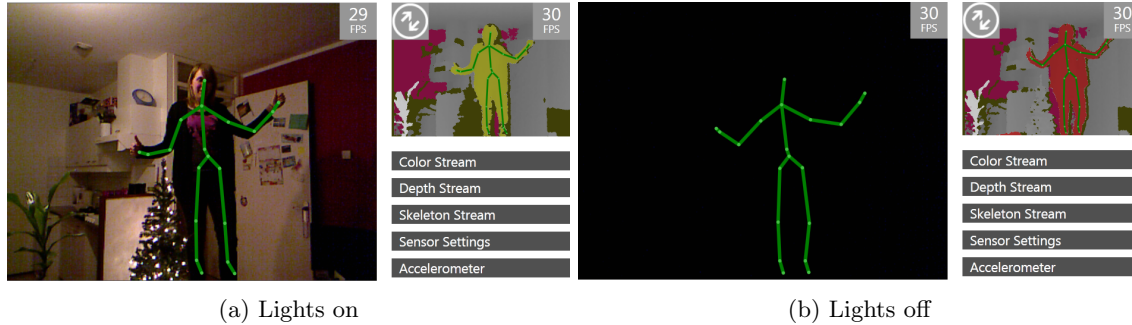 29
FPS
30
FPS
Color Stream
Depth Stream
Skeleton Stream
Sensor Settings
Accelerometer
(a) Lights on
30
FPS
30
FPS
Color Stream
Depth Stream
Skeleton Stream
Sensor Settings
Accelerometer
(b) Lights off